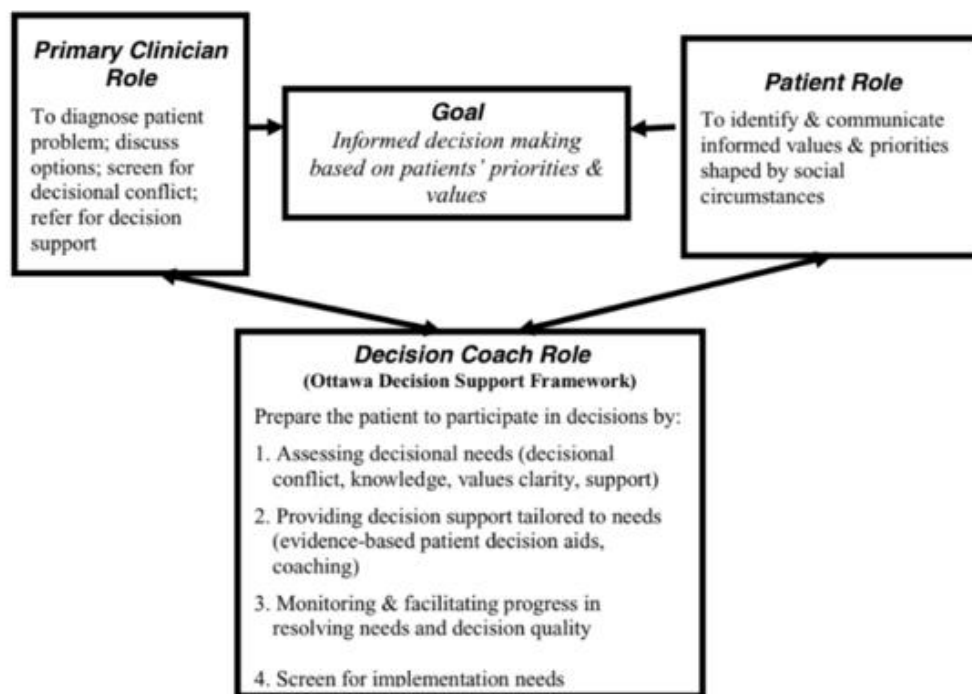 Primary Clinician
Role
To diagnose patient
problem; discuss
options; screen for
decisional conflict;
refer for decision
support
Goal
Informed decision making
based on patients' priorities &
values
Patient Role
To identify & communicate
informed values & priorities
shaped by social
circumstances
Decision Coach Role
(Ottawa Decision Support Framework)
Prepare the patient to participate in decisions by:
1. Assessing decisional needs (decisional
conflict, knowledge, values clarity, support)
2. Providing decision support tailored to needs
(evidence-based patient decision aids,
coaching)
3. Monitoring & facilitating progress in
resolving needs and decision quality
4. Screen for implementation needs